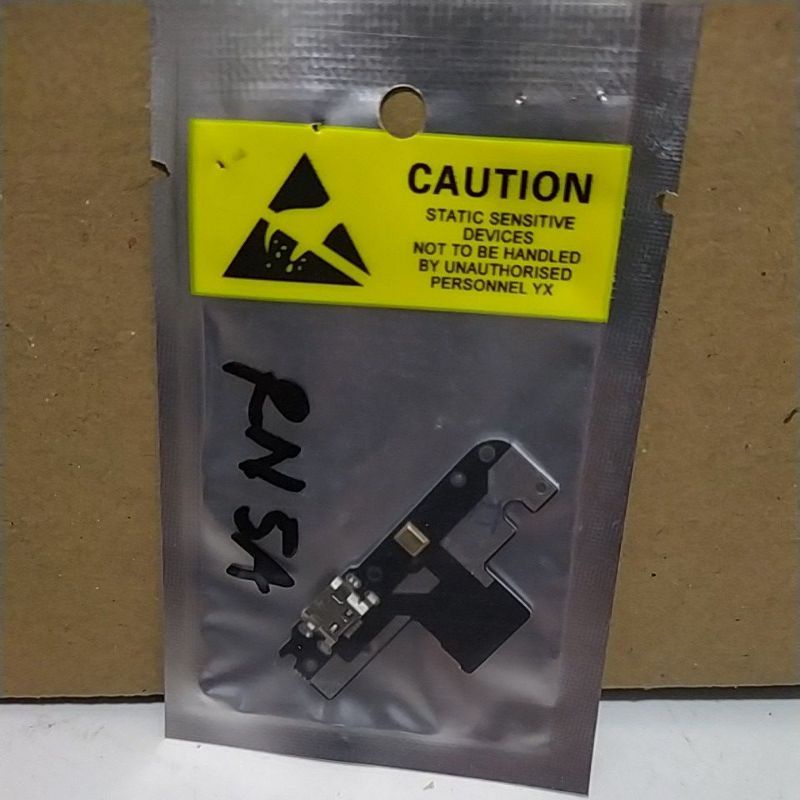 CAUTION
STATIC SENSITIVE
DEVICES
NOT TO BE HANDLED
BY UNAUTHORISED
PERSONNEL YX
RN 5A